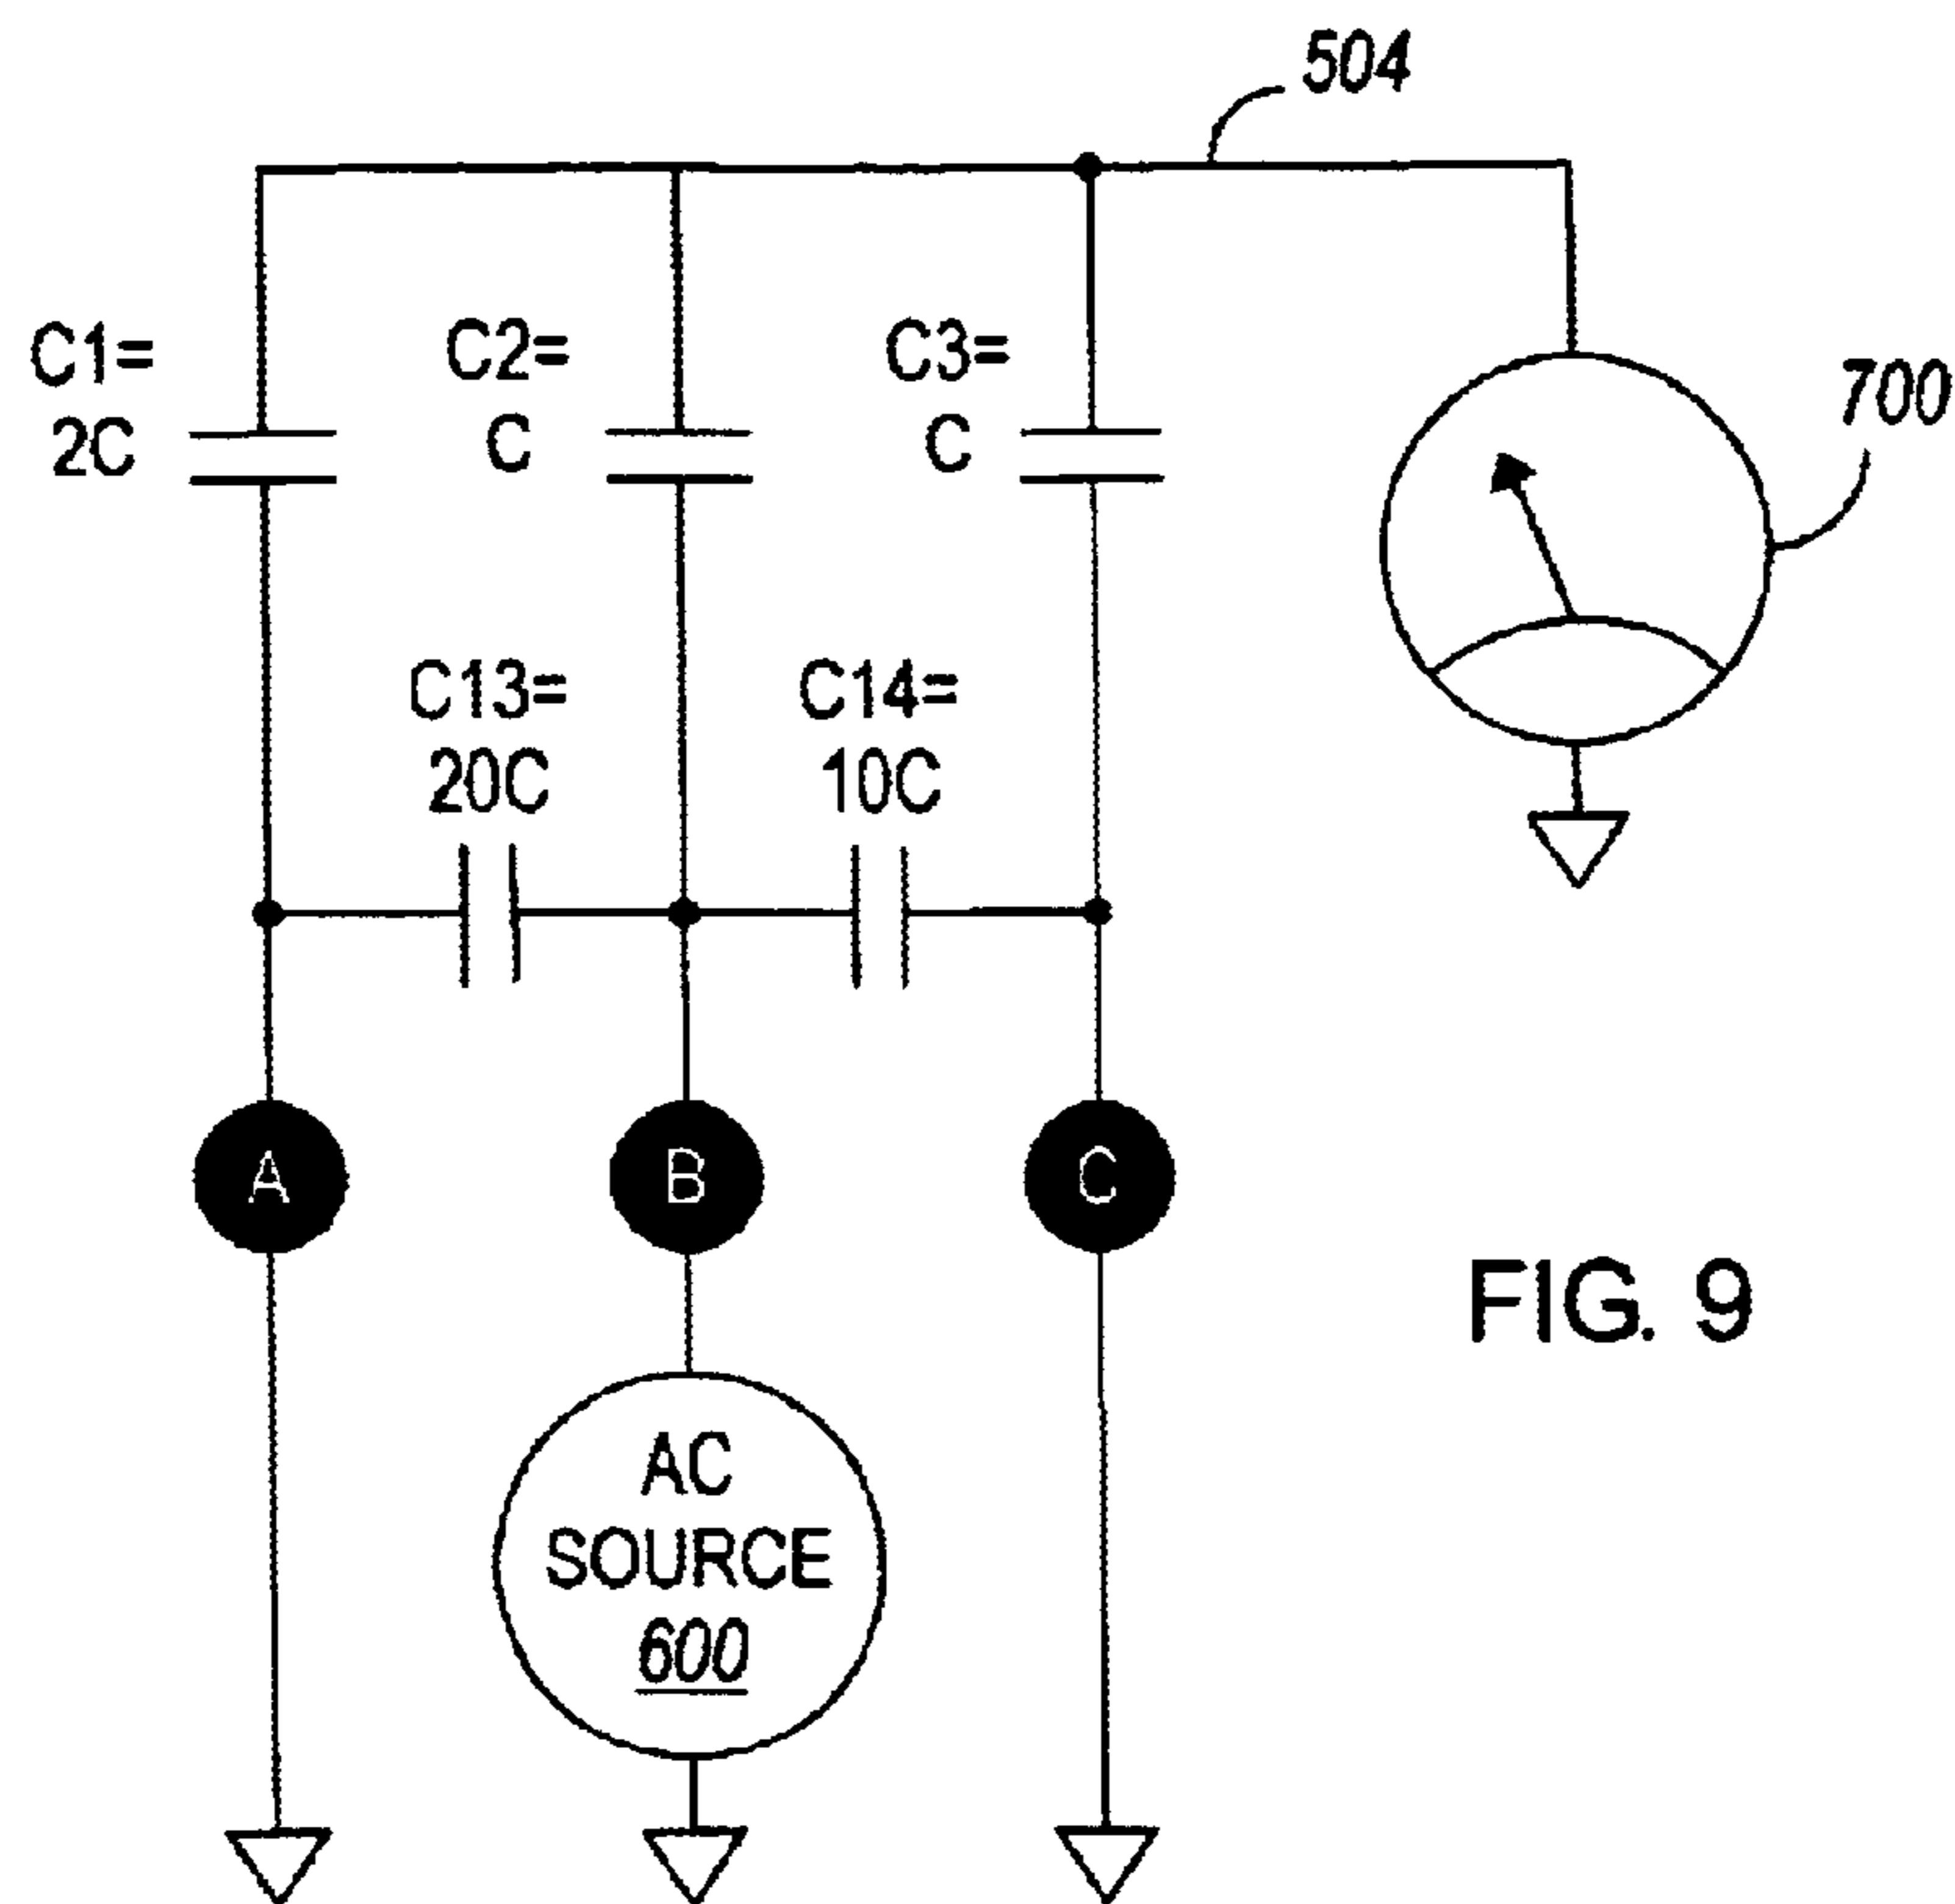 504
C1=
2C
C2=
C
C3=
C
700
C13=
20C
C14=
10C
A
B
C
FIG. 9
AC
SOURCE
600